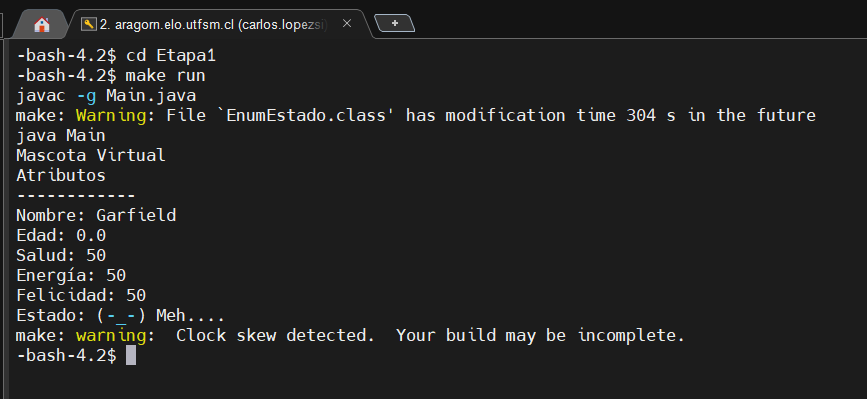 2. aragorn.elo.utfsm.cl (carlos.lopezsi)
-bash-4.2$ cd Etapa1
-bash-4.2$ make run
javac -g Main.java
make: Warning: File `EnumEstado.class' has modification time 304 s in the future
java Main
Mascota Virtual
Atributos
------------
Nombre: Garfield
Edad: 0.0
Salud: 50
Energía: 50
Felicidad: 50
Estado: (-_-) Meh....
make: warning:  Clock skew detected.  Your build may be incomplete.
-bash-4.2$